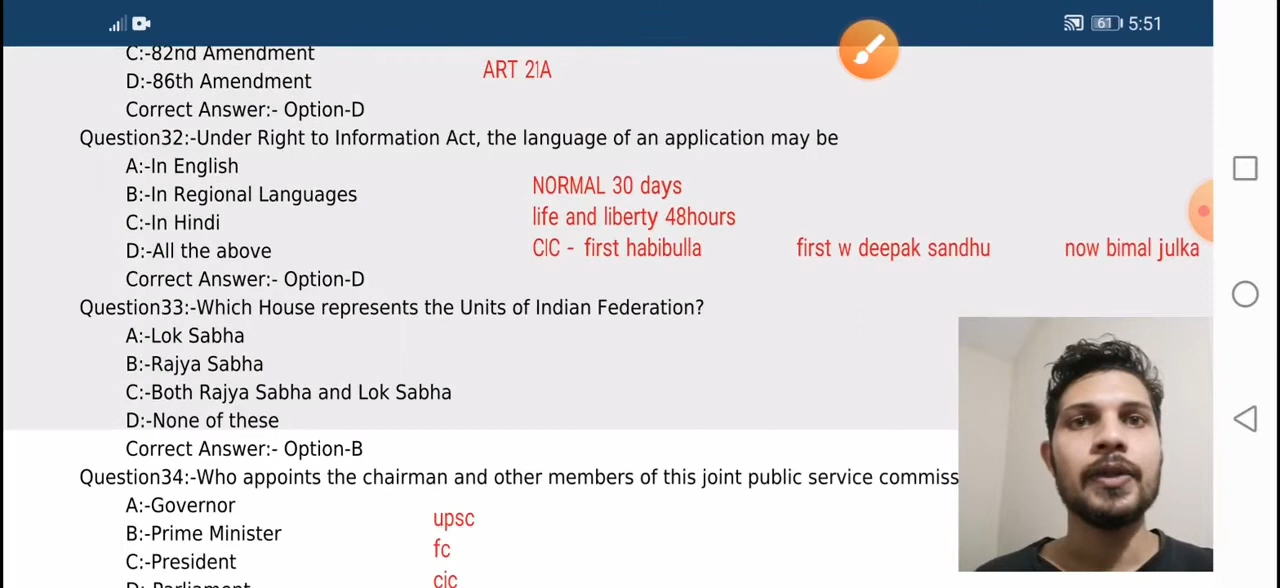 61 5:51
C:-82nd Amendment
D:-86th Amendment
ART 21A
Correct Answer:- Option-D
Question32:-Under Right to Information Act, the language of an application may be
A:-In English
NORMAL 30 days
B:-In Regional Languages
life and liberty 48hours
C:-In Hindi
D:-All the above
CIC - first habibulla first w deepak sandhu now bimal julka
Correct Answer:- Option-D
Question33:-Which House represents the Units of Indian Federation?
A:-Lok Sabha
B:-Rajya Sabha
C:-Both Rajya Sabha and Lok Sabha
D:-None of these
Correct Answer:- Option-B
Question34:-Who appoints the chairman and other members of this joint public service commiss
A:-Governor
upsc
B:-Prime Minister
fc
C:-President
cic
D:-Parliament